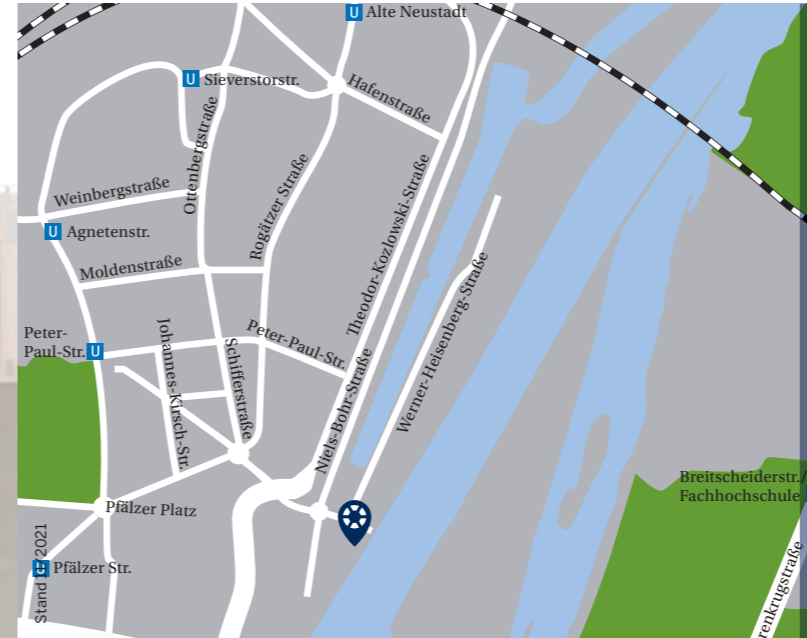 U Alte Neustadt
U Sieverstorstr.
Hafenstraße
Ottenbergstraße
Weinbergstraße
Rogätzer Straße
U Agnetenstr.
Moldenstraße
Theodor-Kozlowski-Straße
Werner-Heisenberg-Straße
Peter-
Paul-Str. U
Johannes-Kirsch-Str.
Schifferstraße
Peter-Paul-Str.
Niels-Bohr-Straße
Breitscheiderstr./
Fachhochschule
Pfälzer Platz
Pfälzer Str.
Stand
/2021
renkrugstraße